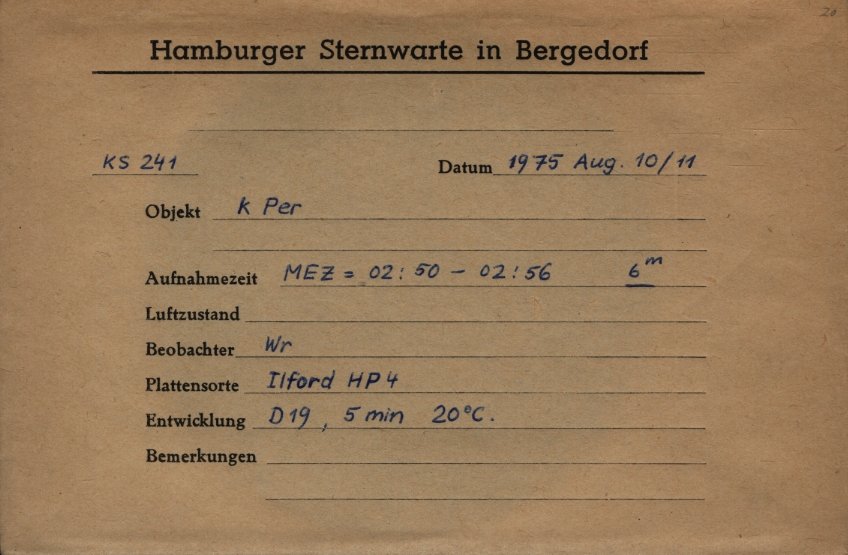 20
Hamburger Sternwarte in Bergedorf
KS 241 Datum 1975 Aug. 10/11
Objekt k Per
Aufnahmezeit MEZ = 02:50 - 02:56 6m
Luftzustand
Beobachter Wr
Plattensorte Ilford HP4
Entwicklung D19, 5 min 20°C.
Bemerkungen